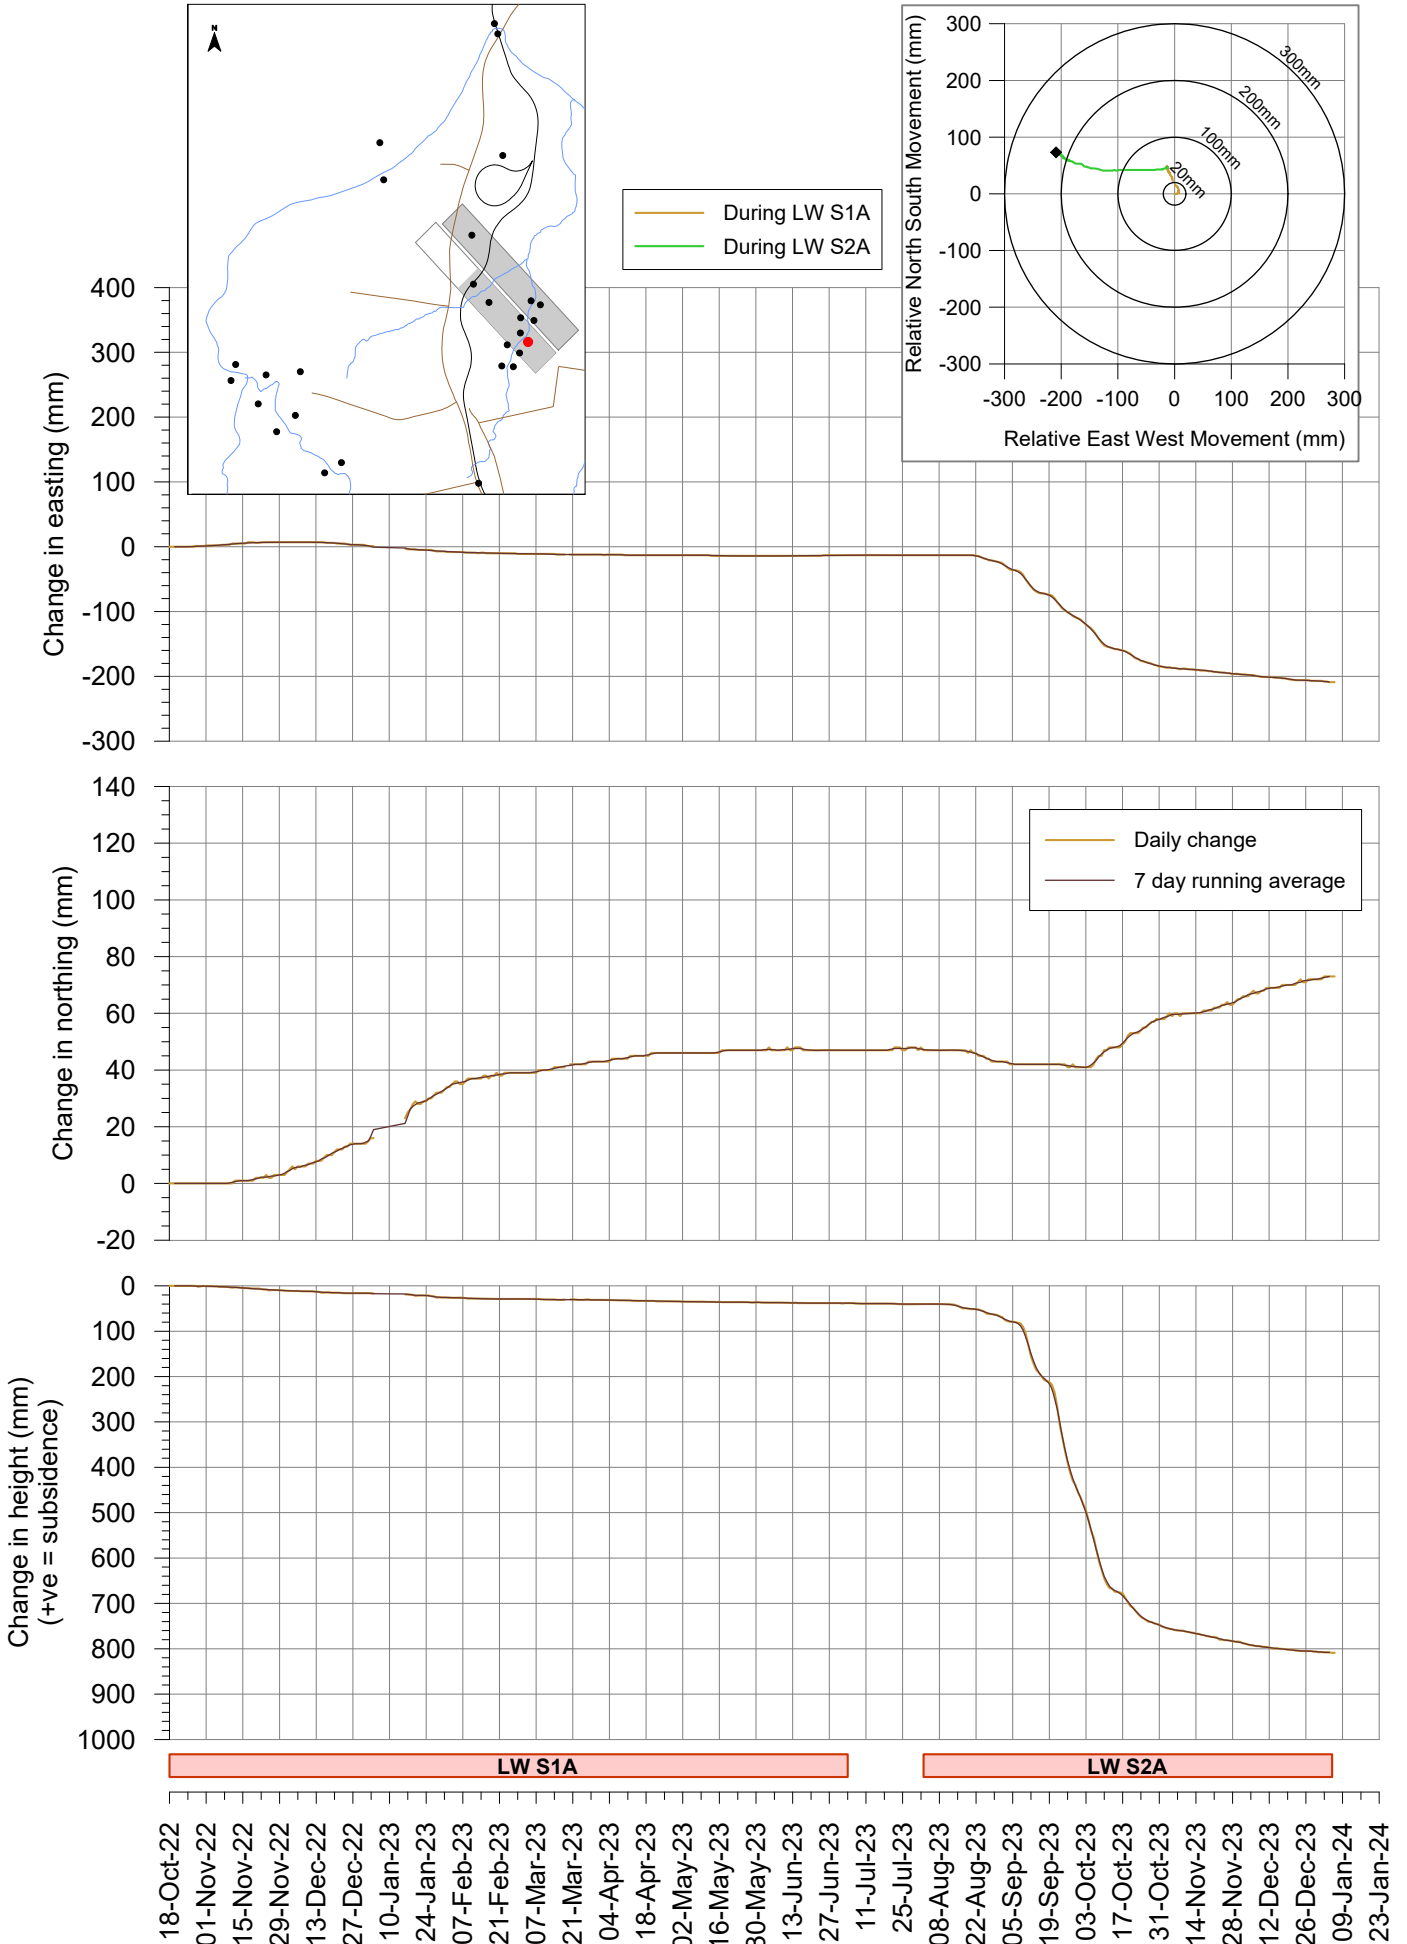 N
During LW S1A
During LW S2A
Relative North South Movement (mm)
300
200
100
0
-100
-200
-300
300mm
200mm
100mm
20mm
-300 -200 -100 0 100 200 300
Relative East West Movement (mm)
Change in easting (mm)
400
300
200
100
0
-100
-200
-300
Change in northing (mm)
140
120
100
80
60
40
20
0
-20
Daily change
7 day running average
Change in height (mm)
(+ve = subsidence)
0
100
200
300
400
500
600
700
800
900
1000
LW S1A
LW S2A
18-Oct-22
01-Nov-22
15-Nov-22
29-Nov-22
13-Dec-22
27-Dec-22
10-Jan-23
24-Jan-23
07-Feb-23
21-Feb-23
07-Mar-23
21-Mar-23
04-Apr-23
18-Apr-23
02-May-23
16-May-23
30-May-23
13-Jun-23
27-Jun-23
11-Jul-23
25-Jul-23
08-Aug-23
22-Aug-23
05-Sep-23
19-Sep-23
03-Oct-23
17-Oct-23
31-Oct-23
14-Nov-23
28-Nov-23
12-Dec-23
26-Dec-23
09-Jan-24
23-Jan-24